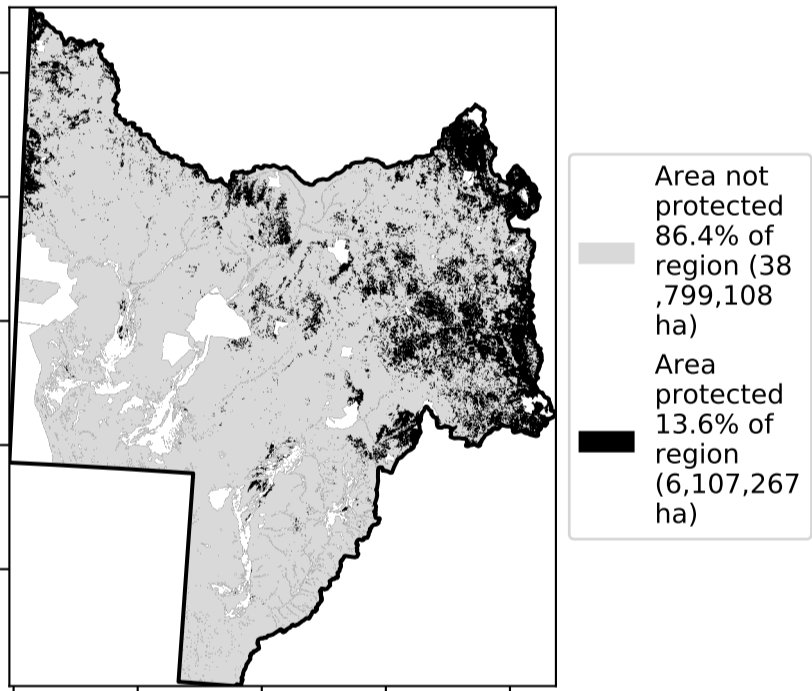 Area not
protected
86.4% of
region (38
,799,108
ha)
Area
protected
13.6% of
region
(6,107,267
ha)